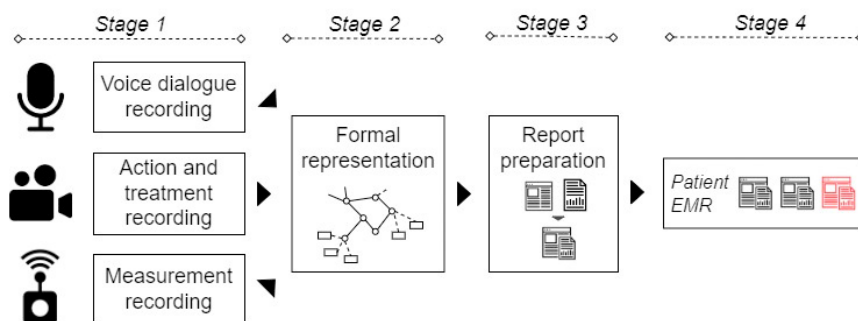 Stage 1
Stage 2
Stage 3
Stage 4
Voice dialogue
recording
Action and
treatment
recording
Measurement
recording
Formal
representation
Report
preparation
Patient
EMR